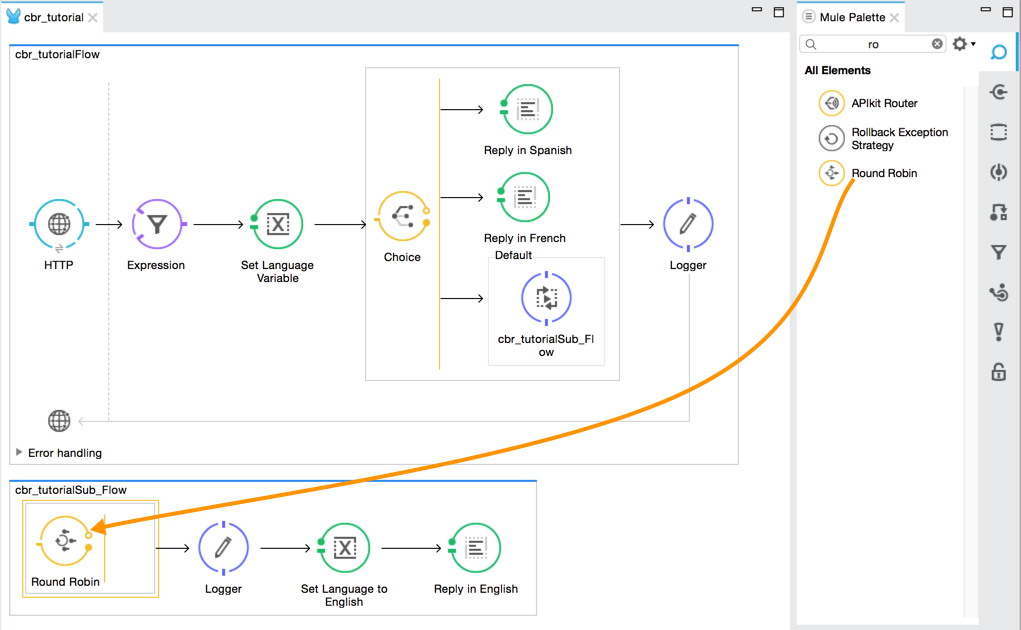 cbr_tutorial
cbr_tutorialFlow
Reply in Spanish
Reply in French
Default
cbr_tutorialSub_Fl
ow
HTTP
Expression
Set Language
Variable
Choice
Logger
Error handling
cbr_tutorialSub_Flow
Round Robin
Logger
Set Language to
English
Reply in English
Mule Palette
ro
All Elements
APIkit Router
Rollback Exception
Strategy
Round Robin